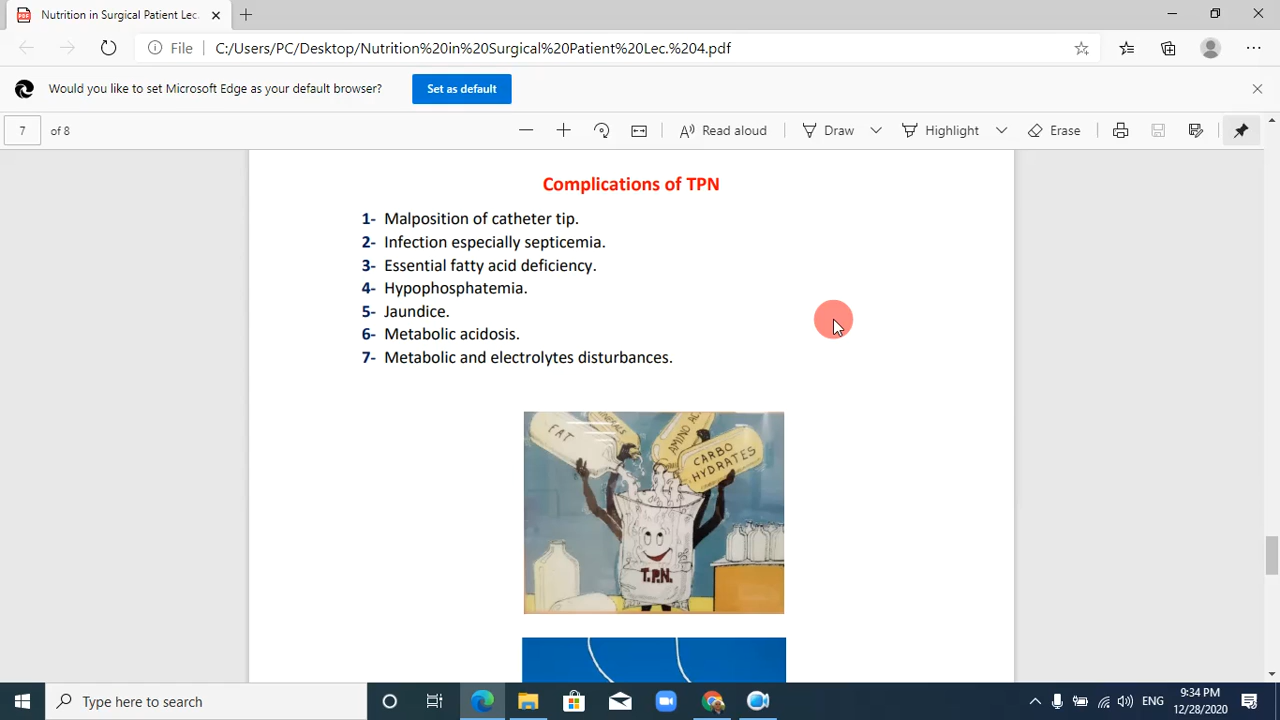 Nutrition in Surgical Patient Lec.
File
C:/Users/PC/Desktop/Nutrition%20in%20Surgical%20Patient%20Lec.%204.pdf
Would you like to set Microsoft Edge as your default browser?
Set as default
7 of 8
Read aloud
Draw
Highlight
Erase
Complications of TPN
1- Malposition of catheter tip.
2- Infection especially septicemia.
3- Essential fatty acid deficiency.
4- Hypophosphatemia.
5- Jaundice.
6- Metabolic acidosis.
7- Metabolic and electrolytes disturbances.
FAT
AMINO AC
CARBO
HYDRATES
T.P.N.
Type here to search
ENG
9:34 PM
12/28/2020